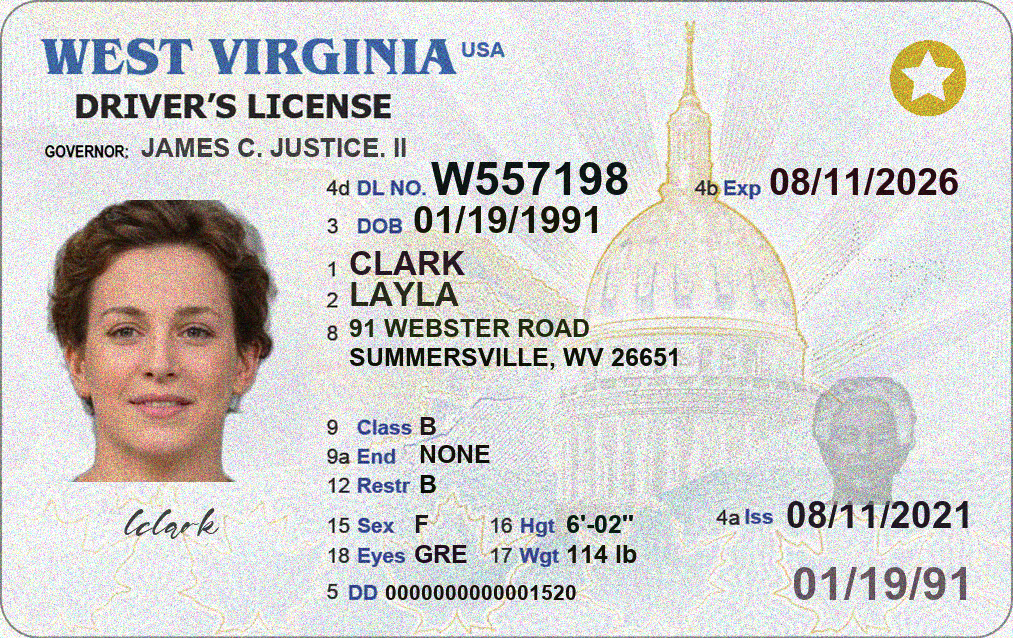 WEST VIRGINIA USA
DRIVER'S LICENSE
GOVERNOR: JAMES C. JUSTICE. II
4d DL NO. W557198 4b Exp 08/11/2026
3 DOB 01/19/1991
1 CLARK
2 LAYLA
8 91 WEBSTER ROAD
SUMMERSVILLE, WV 26651
9 Class B
9a End NONE
12 Restr B
lclark
15 Sex F 16 Hgt 6'-02" 4a Iss 08/11/2021
18 Eyes GRE 17 Wgt 114 lb
5 DD 0000000000001520
01/19/91